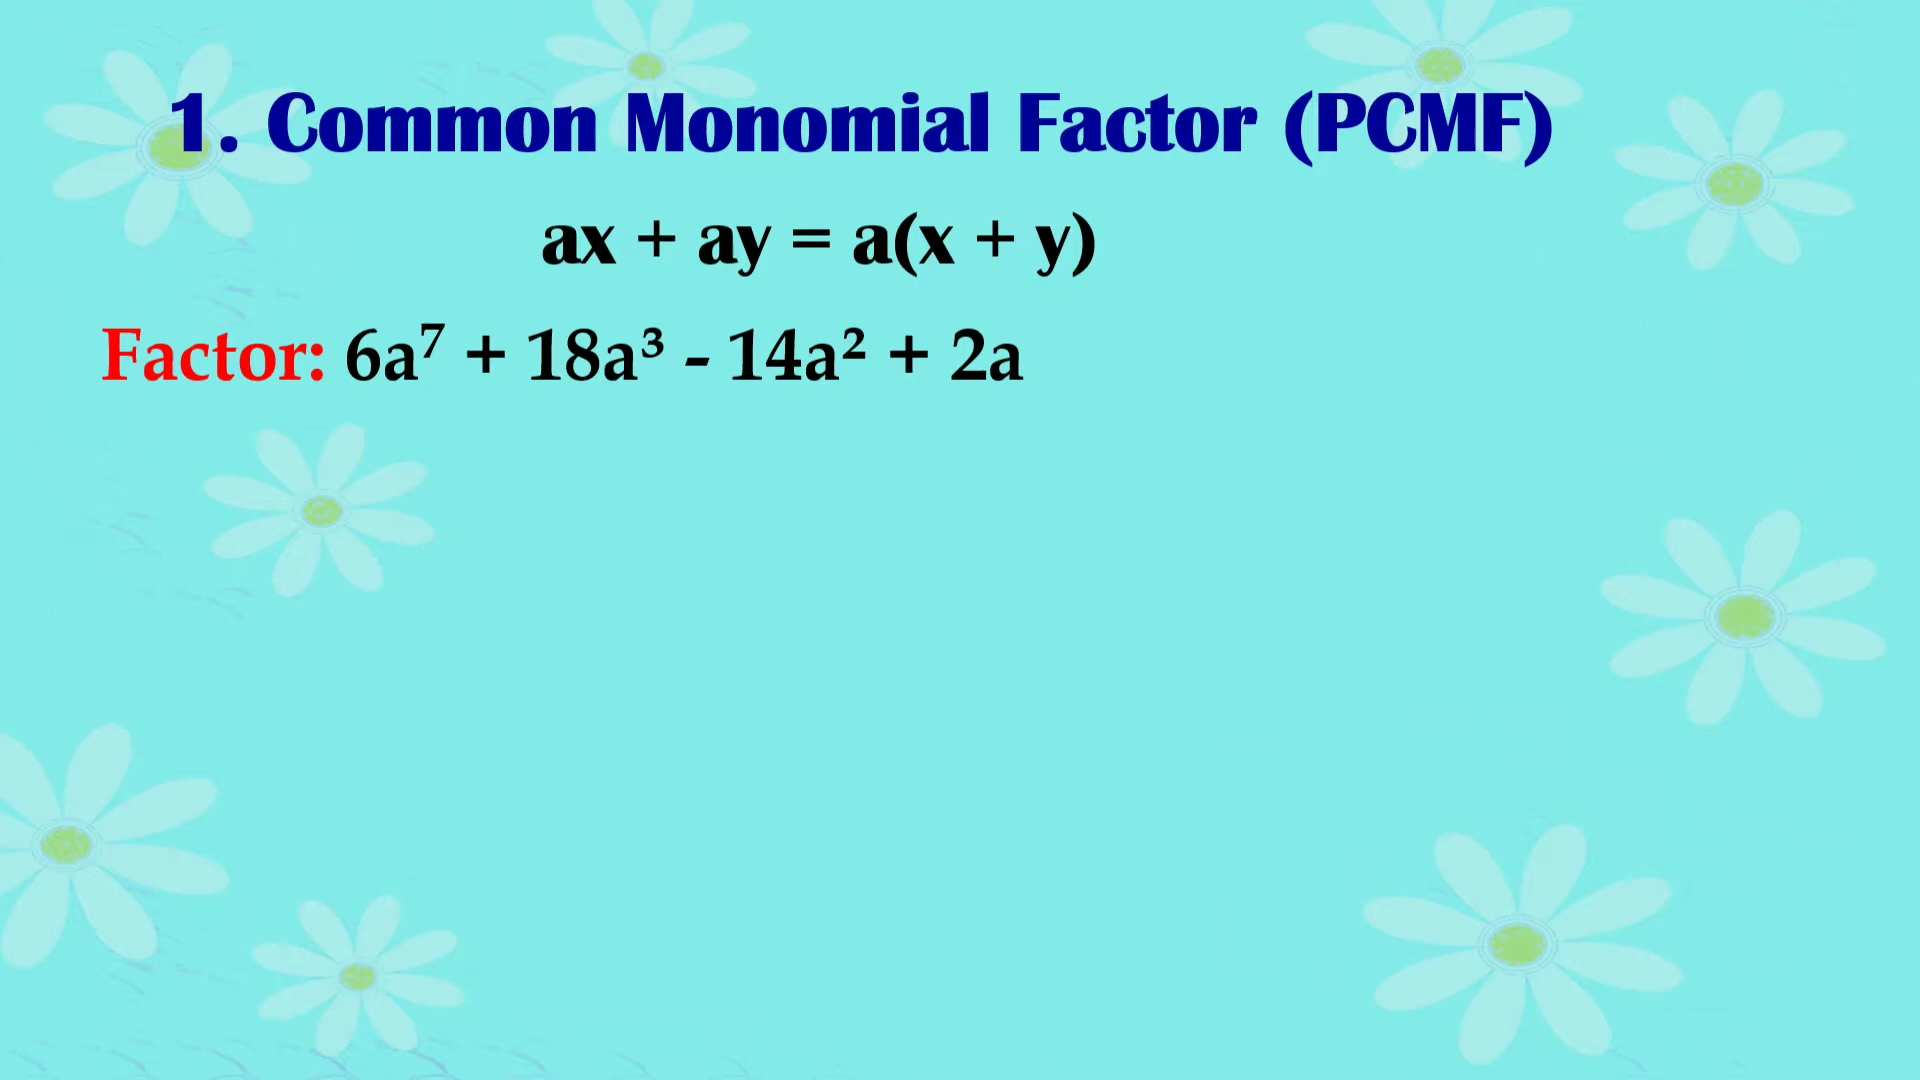 1. Common Monomial Factor (PCMF)
ax + ay = a(x + y)
Factor: 6a⁷ + 18a³ - 14a² + 2a